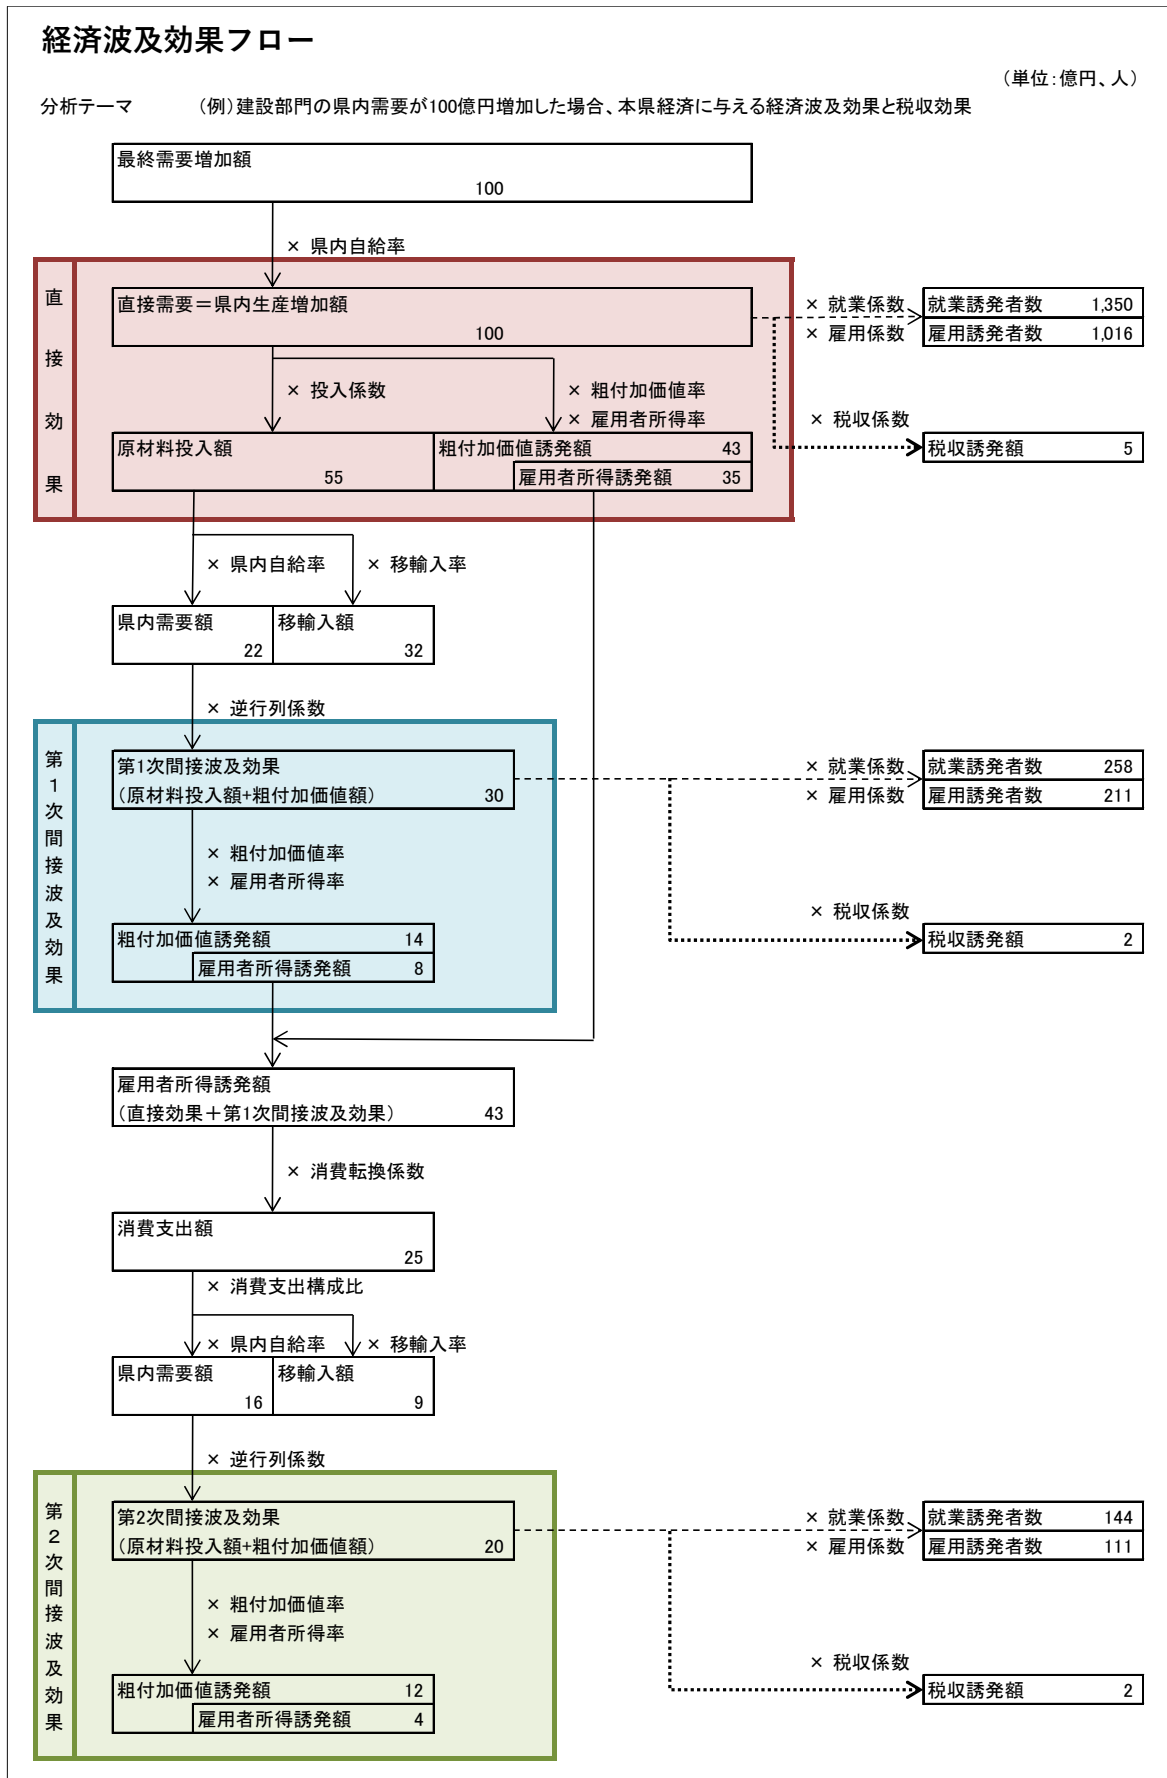 経済波及効果フロー
（単位：億円、人）
分析テーマ （例）建設部門の県内需要が100億円増加した場合、本県経済に与える経済波及効果と税収効果
最終需要増加額
100
× 県内自給率
直接効果
直接需要＝県内生産増加額
100
× 就業係数
× 雇用係数
就業誘発者数 1,350
雇用誘発者数 1,016
× 投入係数
× 粗付加価値率
× 雇用者所得率
× 税収係数
原材料投入額
55
粗付加価値誘発額 43
雇用者所得誘発額 35
税収誘発額 5
× 県内自給率
× 移輸入率
県内需要額
22
移輸入額
32
× 逆行列係数
第1次間接波及効果
第1次間接波及効果
（原材料投入額+粗付加価値額） 30
× 就業係数
× 雇用係数
就業誘発者数 258
雇用誘発者数 211
× 粗付加価値率
× 雇用者所得率
× 税収係数
粗付加価値誘発額 14
雇用者所得誘発額 8
税収誘発額 2
雇用者所得誘発額
（直接効果＋第1次間接波及効果） 43
× 消費転換係数
消費支出額
25
× 消費支出構成比
× 県内自給率
× 移輸入率
県内需要額
16
移輸入額
9
× 逆行列係数
第2次間接波及効果
第2次間接波及効果
（原材料投入額+粗付加価値額） 20
× 就業係数
× 雇用係数
就業誘発者数 144
雇用誘発者数 111
× 粗付加価値率
× 雇用者所得率
× 税収係数
粗付加価値誘発額 12
雇用者所得誘発額 4
税収誘発額 2